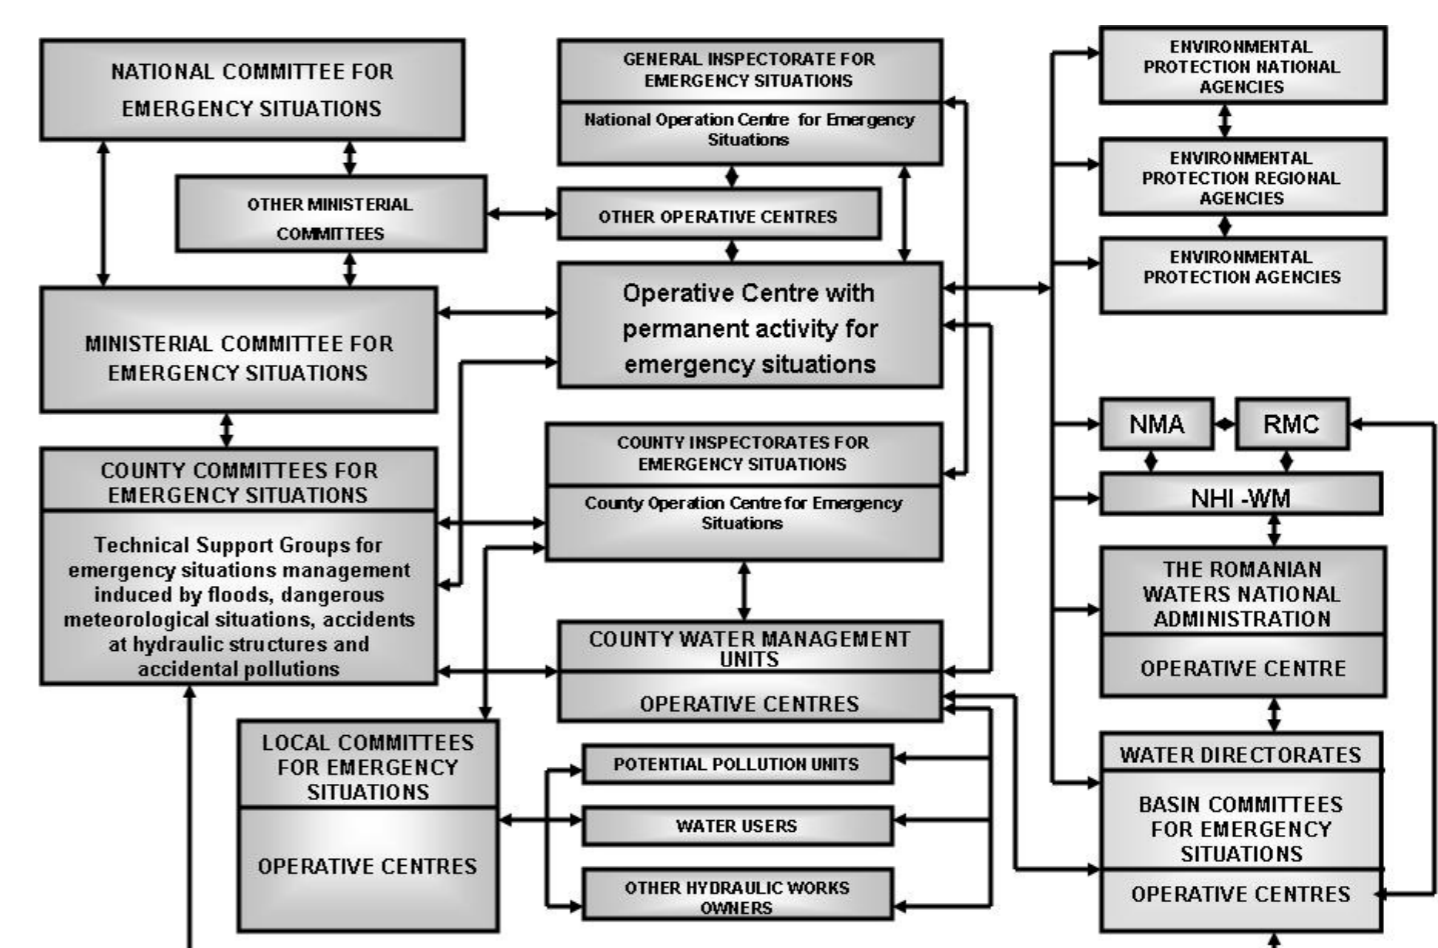 NATIONAL COMMITTEE FOR
EMERGENCY SITUATIONS
OTHER MINISTERIAL
COMMITTEES
MINISTERIAL COMMITTEE FOR
EMERGENCY SITUATIONS
COUNTY COMMITTEES FOR
EMERGENCY SITUATIONS
Technical Support Groups for
emergency situations management
induced by floods, dangerous
meteorological situations, accidents
at hydraulic structures and
accidental pollutions
LOCAL COMMITTEES
FOR EMERGENCY
SITUATIONS
OPERATIVE CENTRES
GENERAL INSPECTORATE FOR
EMERGENCY SITUATIONS
National Operation Centre for Emergency
Situations
OTHER OPERATIVE CENTRES
Operative Centre with
permanent activity for
emergency situations
COUNTY INSPECTORATES FOR
EMERGENCY SITUATIONS
County Operation Centre for Emergency
Situations
COUNTY WATER MANAGEMENT
UNITS
OPERATIVE CENTRES
POTENTIAL POLLUTION UNITS
WATER USERS
OTHER HYDRAULIC WORKS
OWNERS
ENVIRONMENTAL
PROTECTION NATIONAL
AGENCIES
ENVIRONMENTAL
PROTECTION REGIONAL
AGENCIES
ENVIRONMENTAL
PROTECTION AGENCIES
NMA
RMC
NHI -WM
THE ROMANIAN
WATERS NATIONAL
ADMINISTRATION
OPERATIVE CENTRE
WATER DIRECTORATES
BASIN COMMITTEES
FOR EMERGENCY
SITUATIONS
OPERATIVE CENTRES